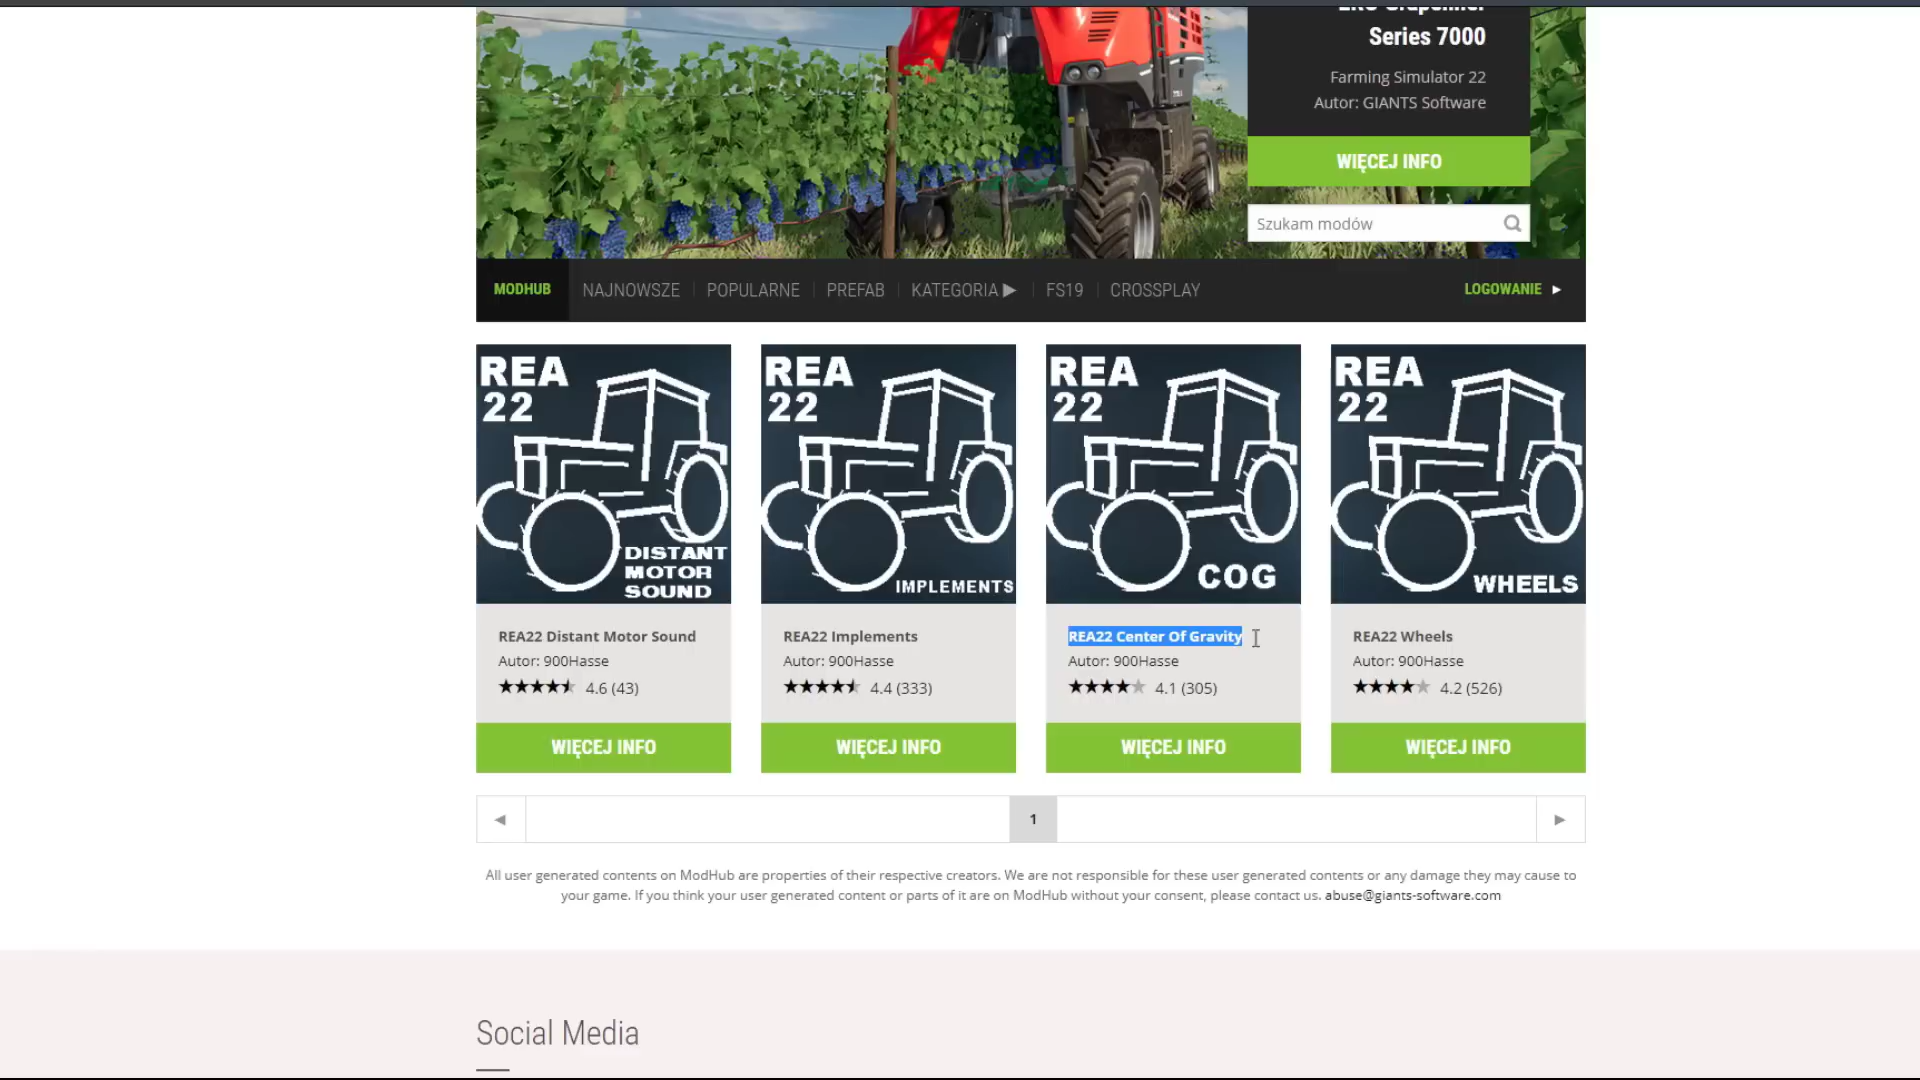 Series 7000
Farming Simulator 22
Autor: GIANTS Software
WIĘCEJ INFO
Szukam modów
MODHUB NAJNOWSZE POPULARNE PREFAB KATEGORIA ▶ FS19 CROSSPLAY LOGOWANIE ►
REA
22
DISTANT
MOTOR
SOUND
REA22 Distant Motor Sound
Autor: 900Hasse
4.6 (43)
WIĘCEJ INFO
REA
22
IMPLEMENTS
REA22 Implements
Autor: 900Hasse
4.4 (333)
WIĘCEJ INFO
REA
22
COG
REA22 Center Of Gravity
Autor: 900Hasse
4.1 (305)
WIĘCEJ INFO
REA
22
WHEELS
REA22 Wheels
Autor: 900Hasse
4.2 (526)
WIĘCEJ INFO
1
All user generated contents on ModHub are properties of their respective creators. We are not responsible for these user generated contents or any damage they may cause to
your game. If you think your user generated content or parts of it are on ModHub without your consent, please contact us. abuse@giants-software.com
Social Media